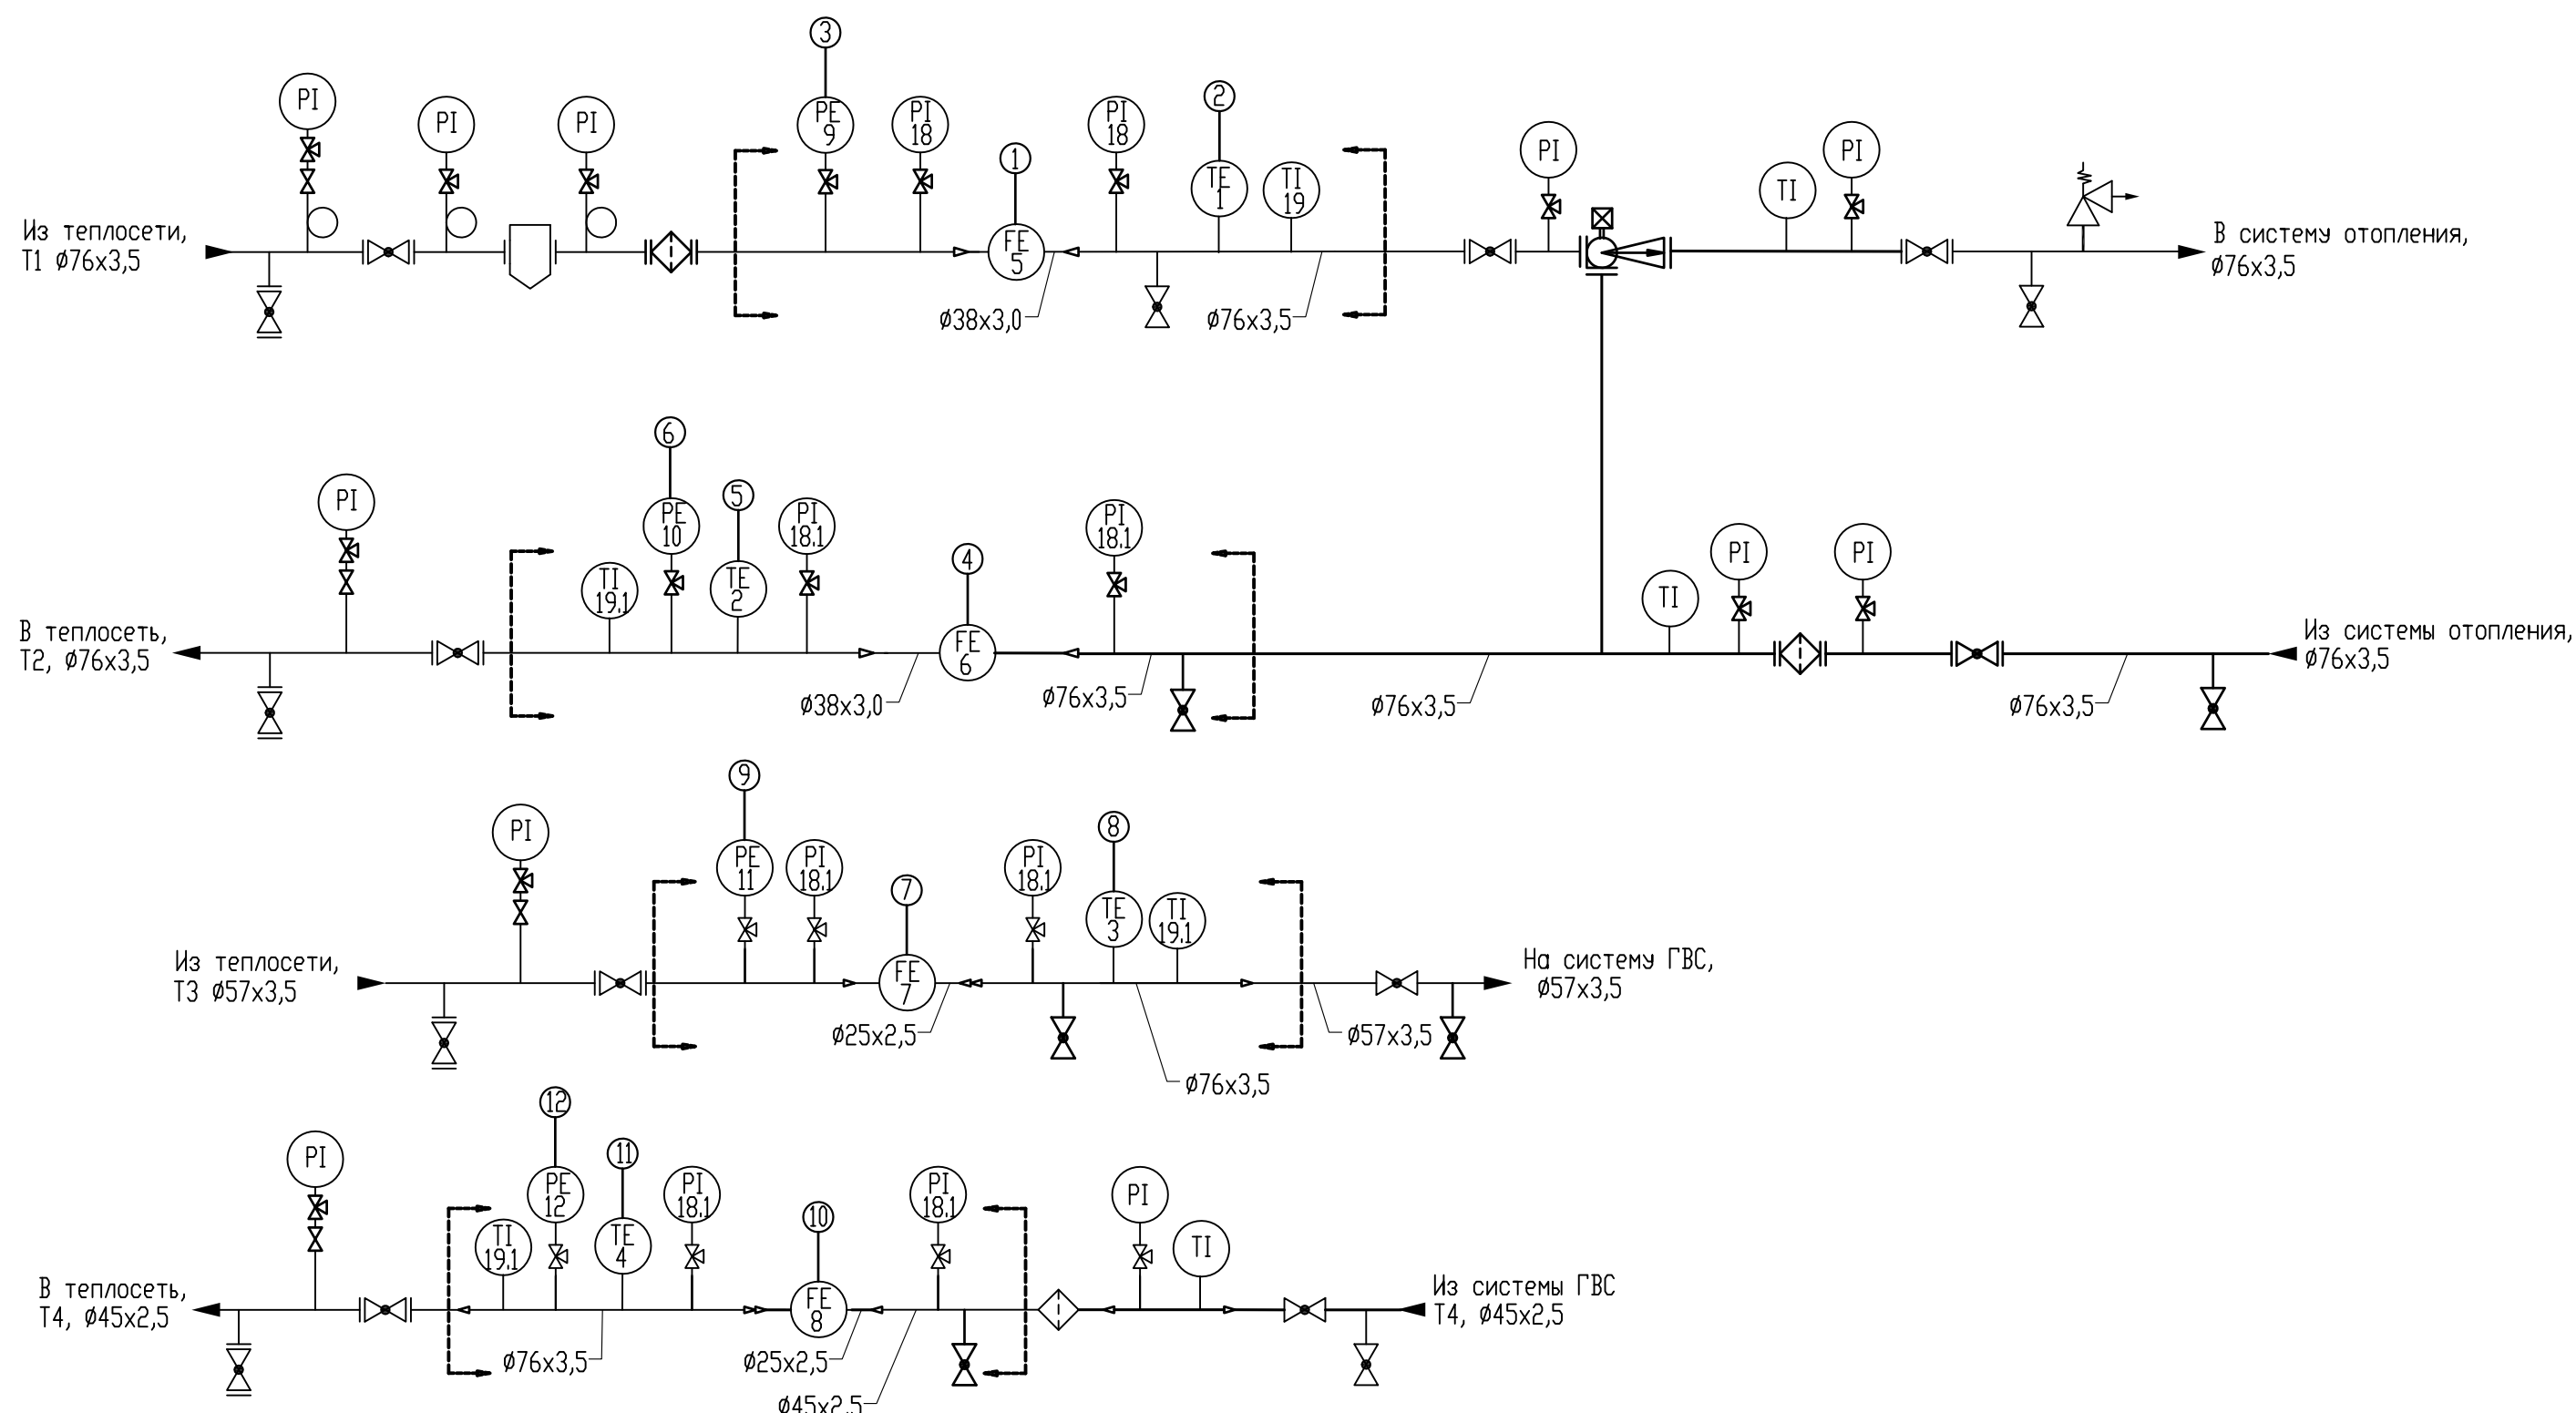 3
PI
PI
PI
PE
9
PI
18
1
PI
18
2
TE
1
TI
19
PI
TI
PI
FE
5
Из теплосети,
Т1 Ø76х3,5
Ø38х3,0
Ø76х3,5
В систему отопления,
Ø76х3,5
6
5
PI
PE
10
PI
18.1
TI
19.1
TE
2
4
FE
6
PI
18.1
TI
PI
PI
В теплосеть,
Т2, Ø76х3,5
Ø38х3,0
Ø76х3,5
Ø76х3,5
Ø76х3,5
Из системы отопления,
Ø76х3,5
9
8
PI
PE
11
PI
18.1
7
FE
7
PI
18.1
TE
3
TI
19.1
Из теплосети,
Т3 Ø57х3,5
Ø25х2,5
Ø76х3,5
Ø57х3,5
На систему ГВС,
Ø57х3,5
12
11
PI
TI
19.1
PE
12
TE
4
PI
18.1
10
FE
8
PI
18.1
PI
TI
В теплосеть,
Т4, Ø45х2,5
Ø76х3,5
Ø25х2,5
Ø45х2,5
Из системы ГВС
Т4, Ø45х2,5